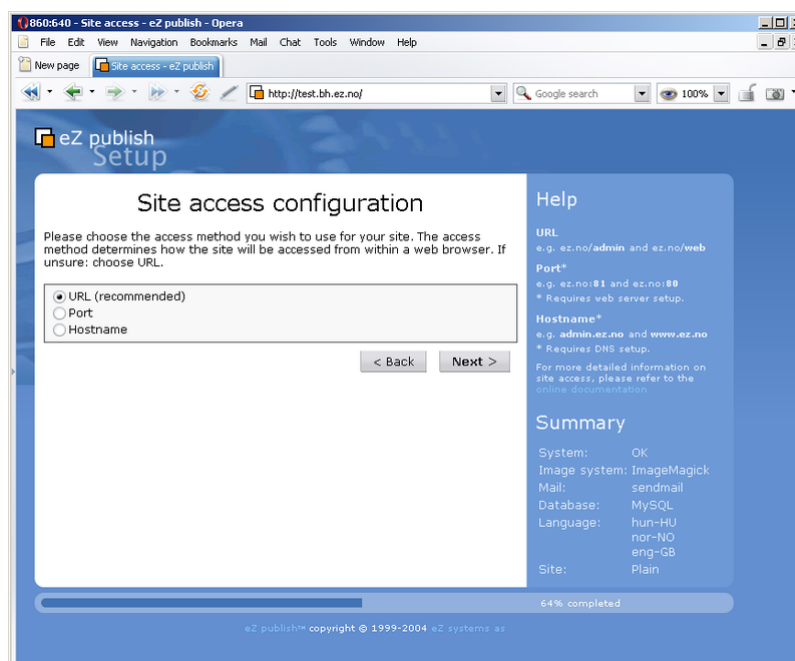 860:640 - Site access - eZ publish - Opera
File Edit View Navigation Bookmarks Mail Chat Tools Window Help
New page Site access - eZ publish
http://test.bh.ez.no/ Google search 100%
eZ publish
Setup
Site access configuration
Please choose the access method you wish to use for your site. The access
method determines how the site will be accessed from within a web browser. If
unsure: choose URL.
URL (recommended)
Port
Hostname
< Back Next >
Help
URL
e.g. ez.no/admin and ez.no/web
Port*
e.g. ez.no:81 and ez.no:80
* Requires web server setup.
Hostname*
e.g. admin.ez.no and www.ez.no
* Requires DNS setup.
For more detailed information on
site access, please refer to the
online documentation
Summary
System: OK
Image system: ImageMagick
Mail: sendmail
Database: MySQL
Language: hun-HU
nor-NO
eng-GB
Site: Plain
64% completed
eZ publish™ copyright © 1999-2004 eZ systems as